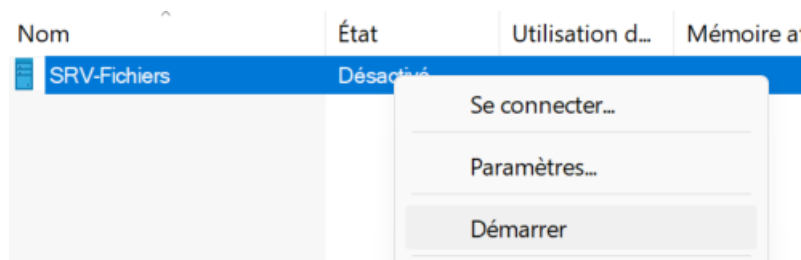 Nom État Utilisation d... Mémoire
SRV-Fichiers Désactivé
Se connecter...
Paramètres...
Démarrer